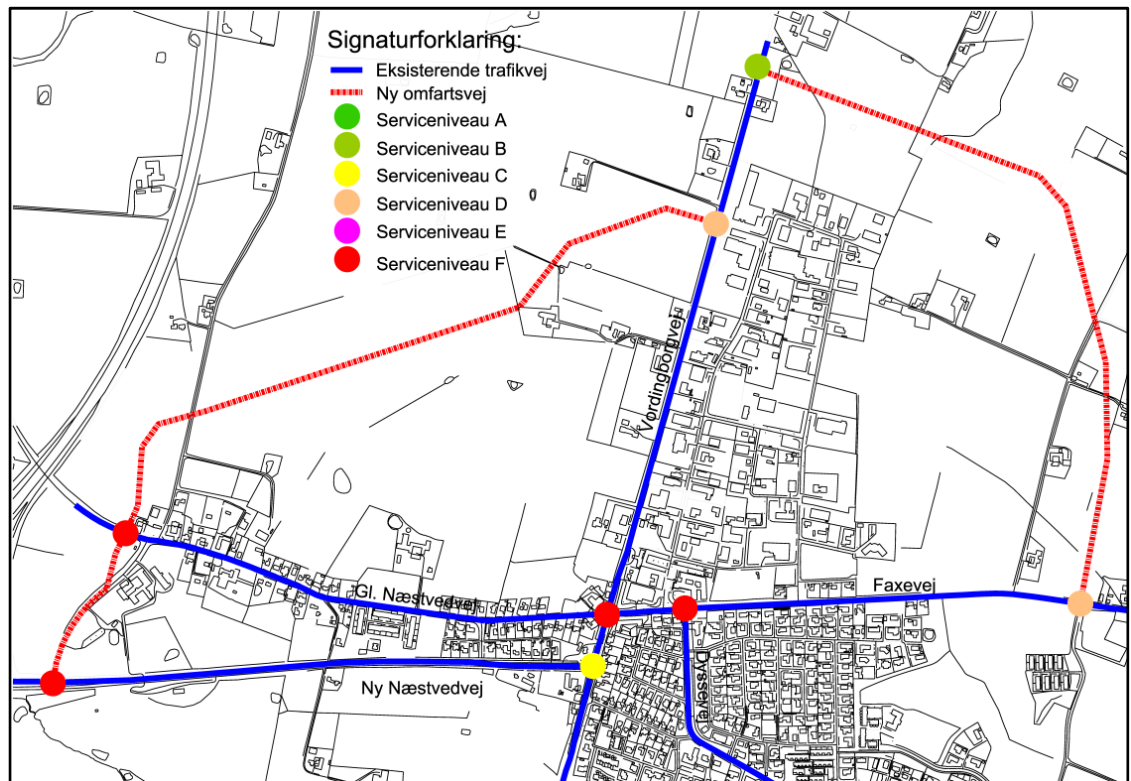 Signaturforklaring:
Eksisterende trafikvej
Ny omfartsvej
Serviceniveau A
Serviceniveau B
Serviceniveau C
Serviceniveau D
Serviceniveau E
Serviceniveau F
Vordingborgvej
Gl. Næstvedvej
Faxevej
Dyssevej
Ny Næstvedvej